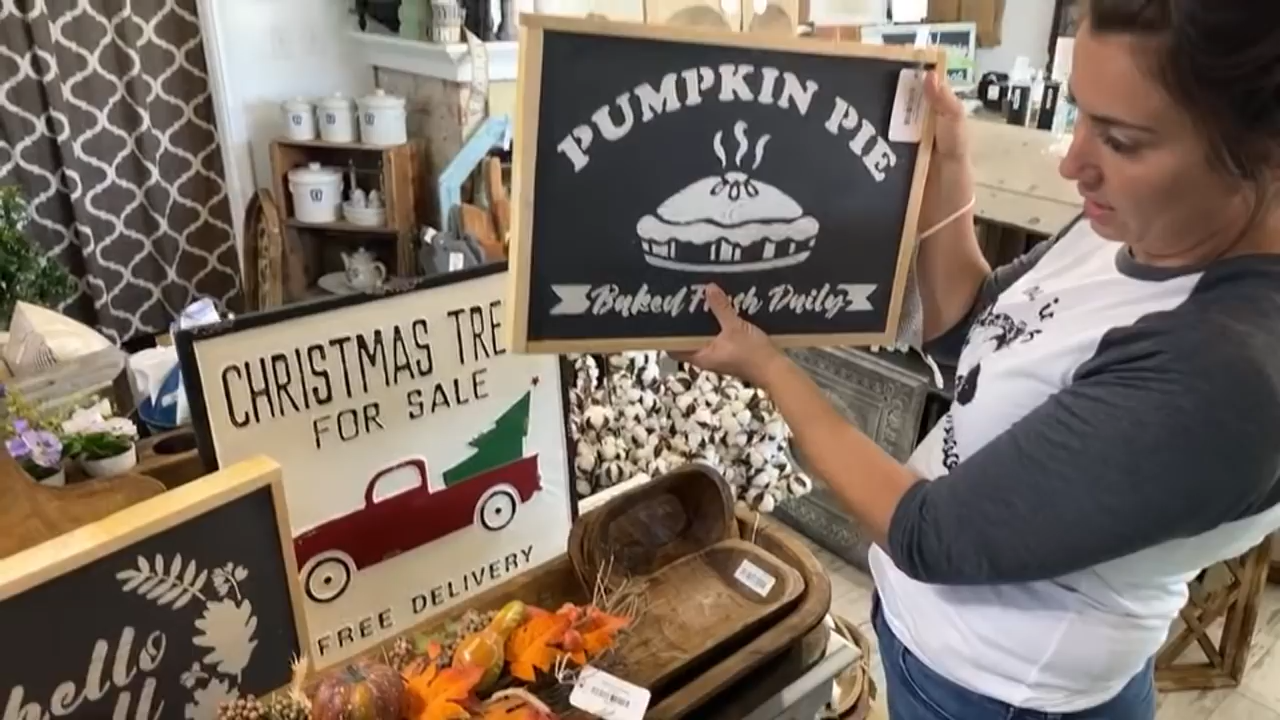 PUMPKIN PIE
Baked Fresh Daily
CHRISTMAS TRE
FOR SALE
FREE DELIVERY
hello